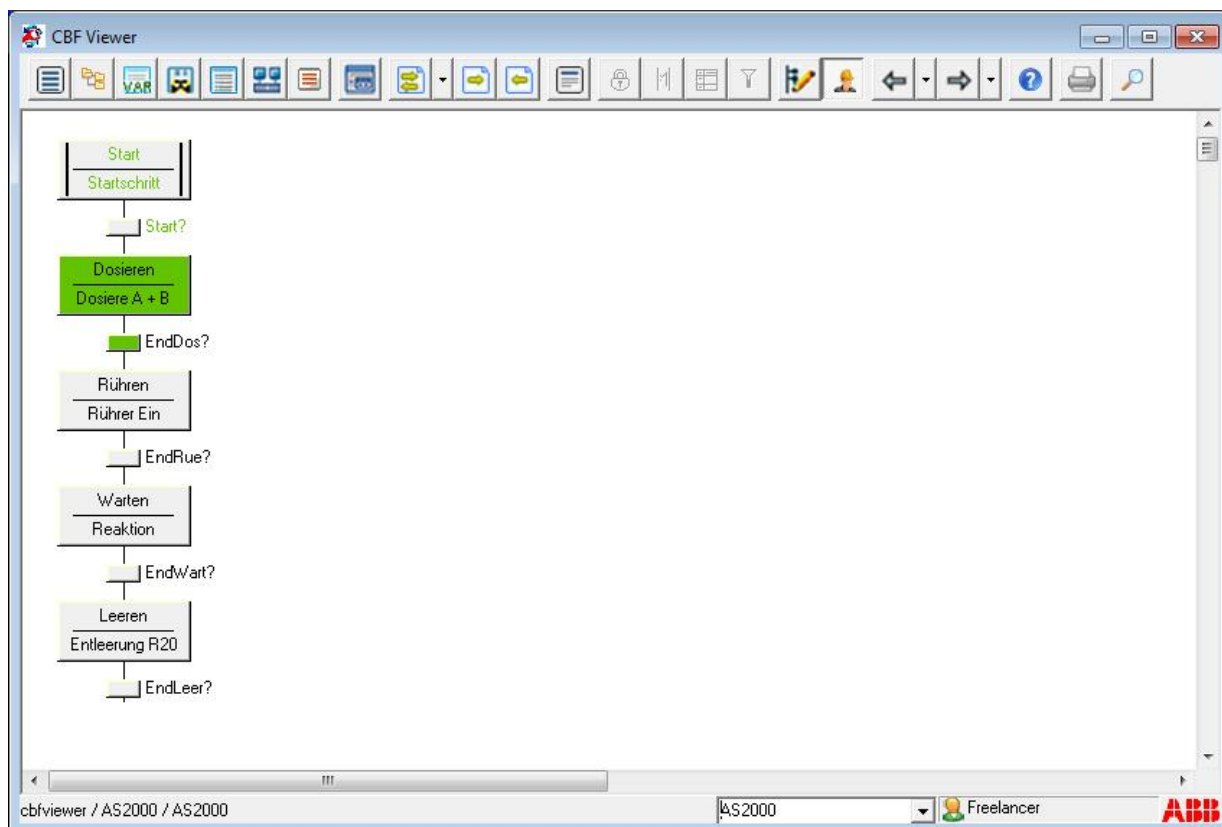 CBF Viewer
VAR
Start
Startschritt
Start?
Dosieren
Dosiere A + B
EndDos?
Rühren
Rührer Ein
EndRue?
Warten
Reaktion
EndWart?
Leeren
Entleerung R20
EndLeer?
cbfviewer / AS2000 / AS2000
AS2000
Freelancer
ABB